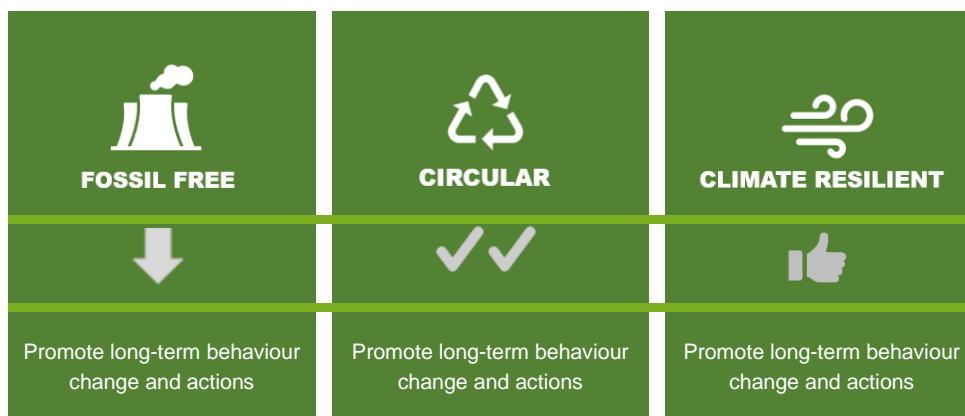 FOSSIL FREE
CIRCULAR
CLIMATE RESILIENT
Promote long-term behaviour
change and actions
Promote long-term behaviour
change and actions
Promote long-term behaviour
change and actions